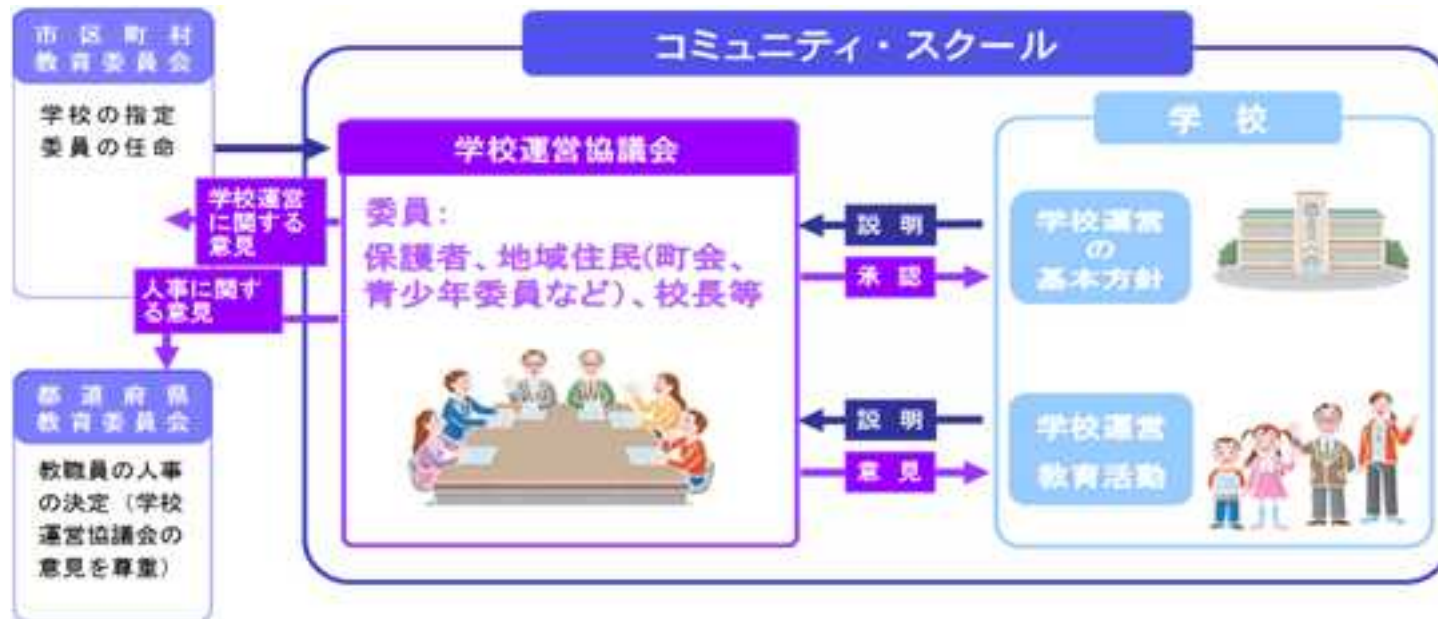 市区町村
教育委員会
学校の指定
委員の任命
コミュニティ・スクール
学校運営協議会
委員：
保護者、地域住民(町会、
青少年委員など)、校長等
学校運営
に関する
意見
人事に関す
る意見
都道府県
教育委員会
教職員の人事
の決定（学校
運営協議会の
意見を尊重）
説明
承認
説明
意見
学校
学校運営
の
基本方針
学校運営
教育活動